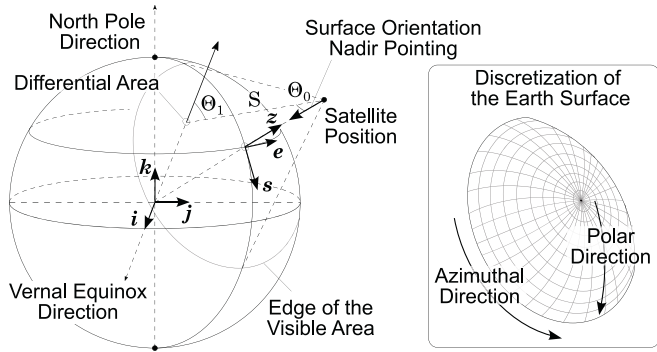 North Pole
Direction
Surface Orientation
Nadir Pointing
Differential Area
Θ1
S
Θ0
Satellite
Position
z
e
s
k
i
j
Vernal Equinox
Direction
Edge of the
Visible Area
Discretization of
the Earth Surface
Polar
Direction
Azimuthal
Direction